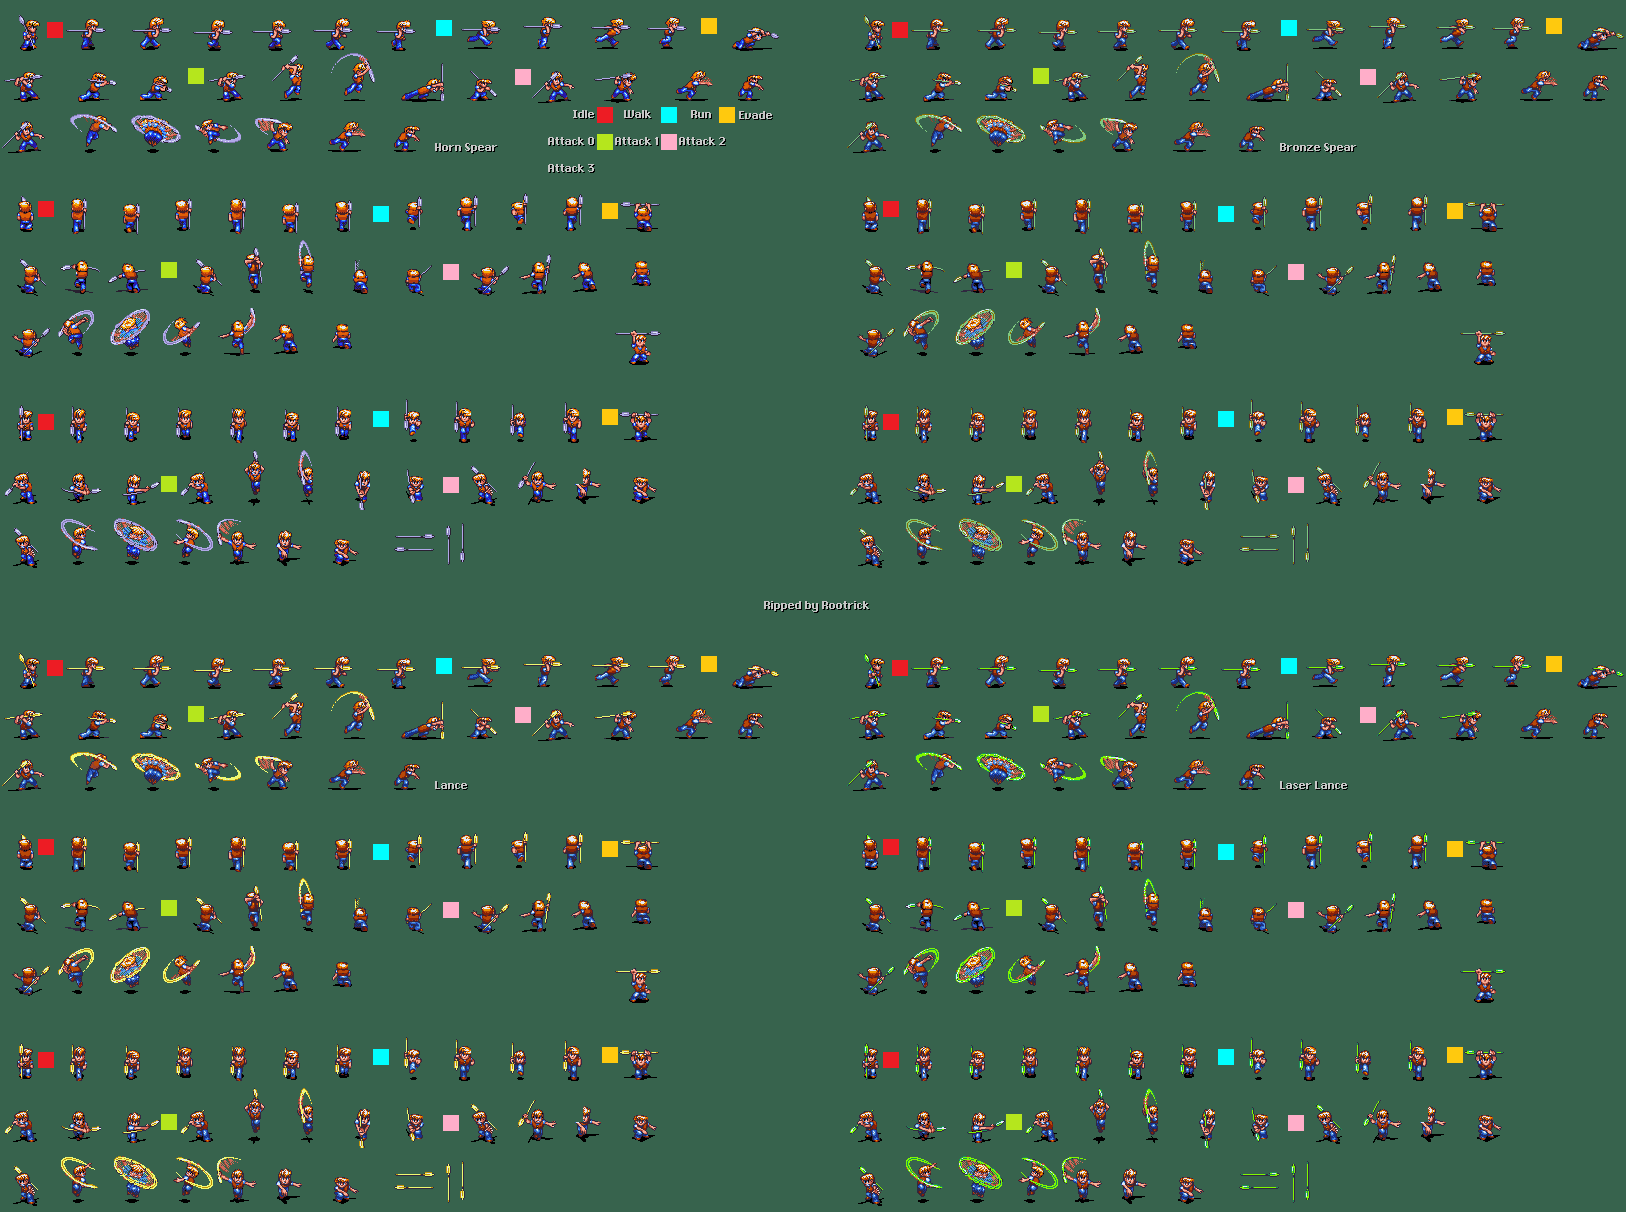 Idle Walk Run Evade
Attack 0 Attack 1 Attack 2
Horn Spear
Bronze Spear
Attack 3
Ripped by Rootrick
Lance
Laser Lance